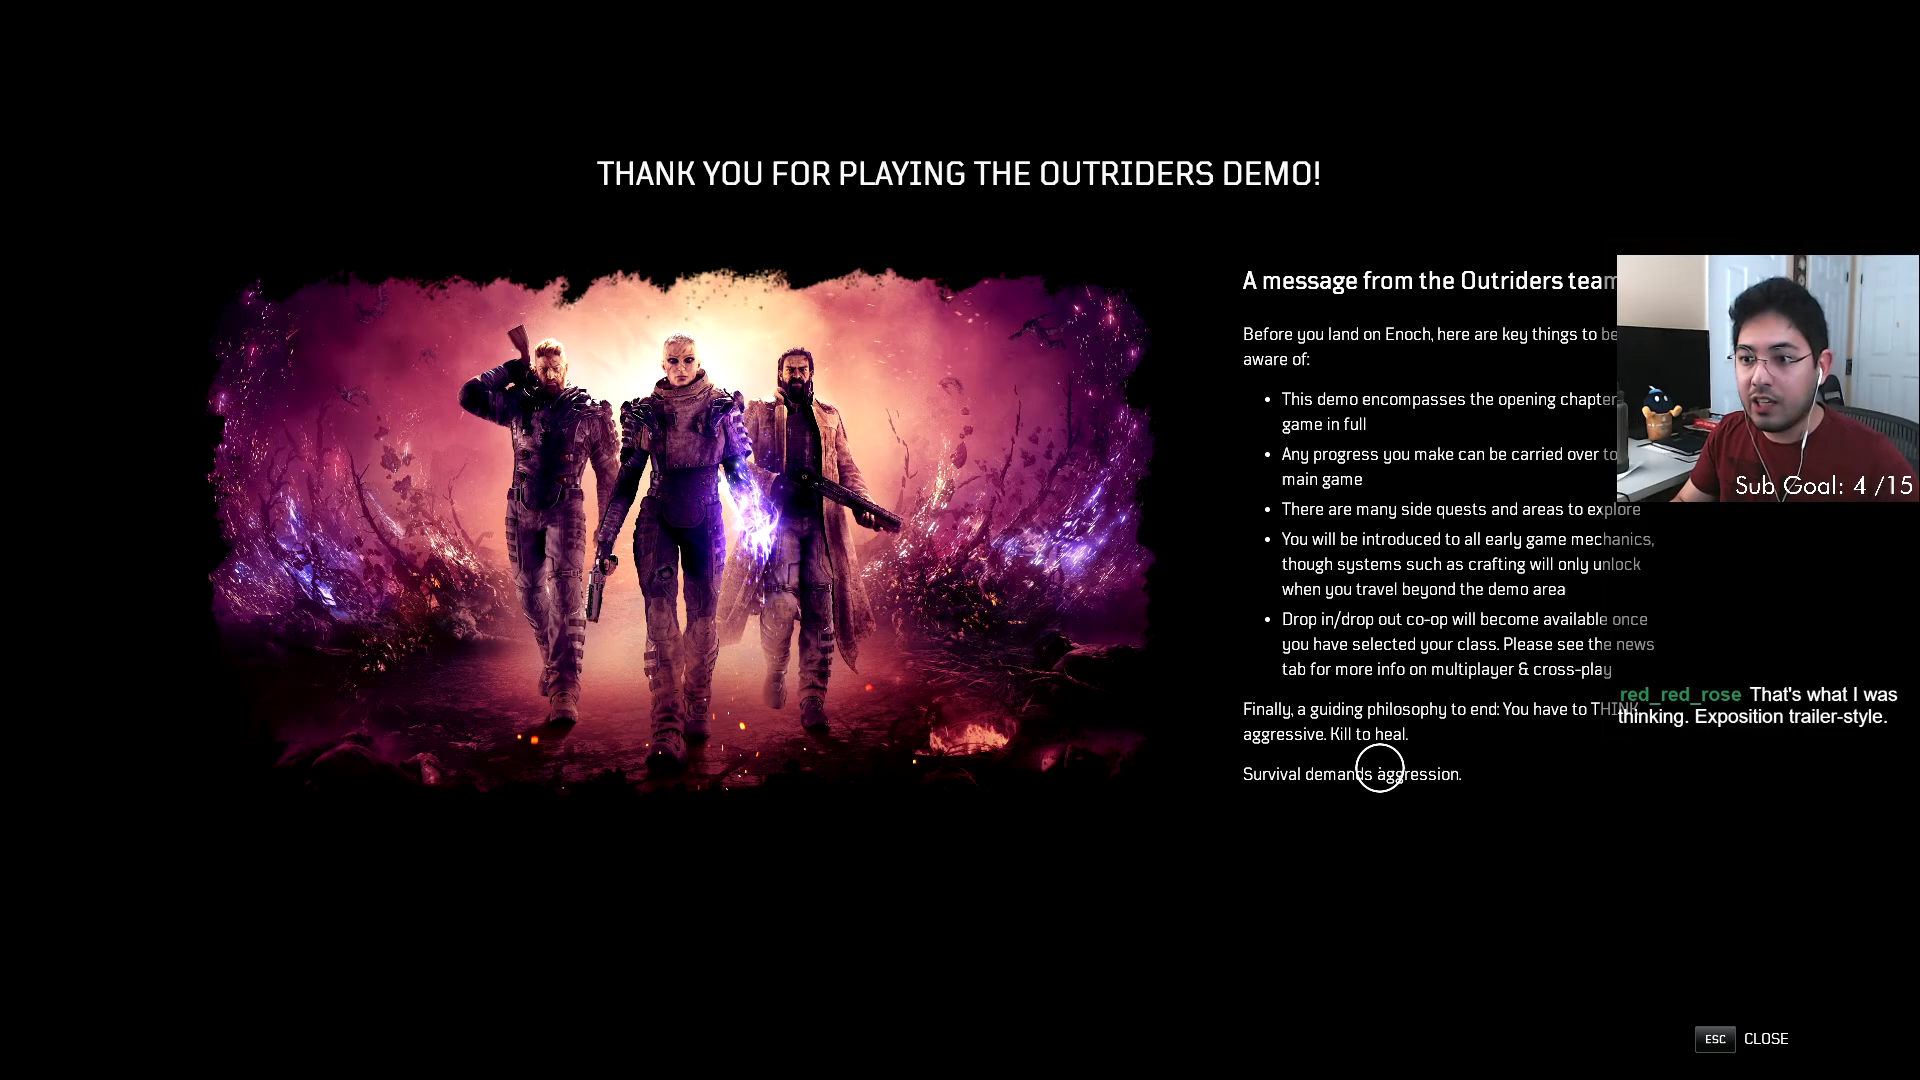 THANK YOU FOR PLAYING THE OUTRIDERS DEMO!
A message from the Outriders team
Before you land on Enoch, here are key things to be
aware of:
• This demo encompasses the opening chapter
game in full
• Any progress you make can be carried over to
main game
• There are many side quests and areas to explore
• You will be introduced to all early game mechanics,
though systems such as crafting will only unlock
when you travel beyond the demo area
• Drop in/drop out co-op will become available once
you have selected your class. Please see the news
tab for more info on multiplayer & cross-play
Finally, a guiding philosophy to end: You have to THINK
aggressive. Kill to heal.
Survival demands aggression.
Sub Goal: 4 /15
red_red_rose That's what I was
thinking. Exposition trailer-style.
ESC CLOSE